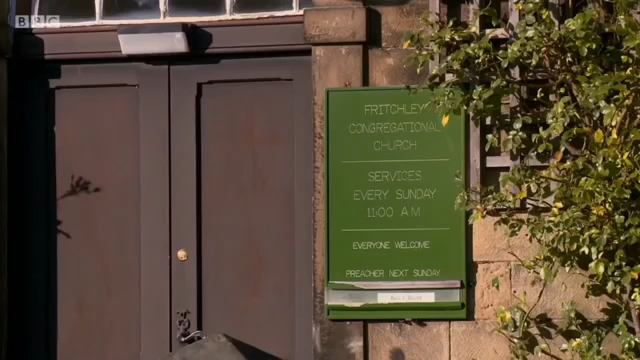 BBC
FRITCHLEY
CONGREGATIONAL
CHURCH
SERVICES
EVERY SUNDAY
11:00 AM
EVERYONE WELCOME
PREACHER NEXT SUNDAY